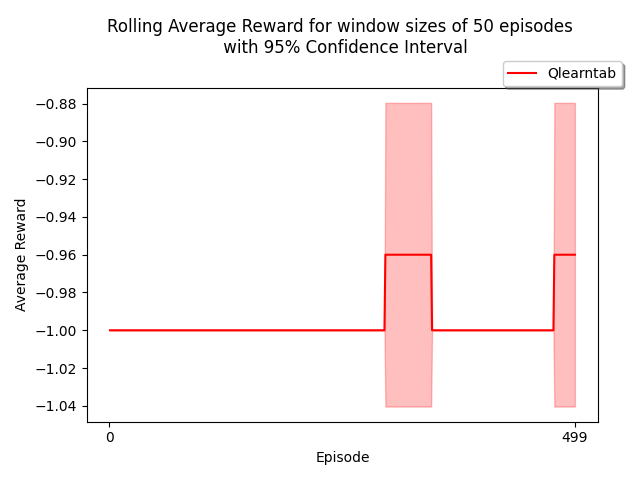 Rolling Average Reward for window sizes of 50 episodes
with 95% Confidence Interval
Qlearntab
−0.88
−0.90
−0.92
−0.94
−0.96
−0.98
−1.00
−1.02
−1.04
Average Reward
0
499
Episode